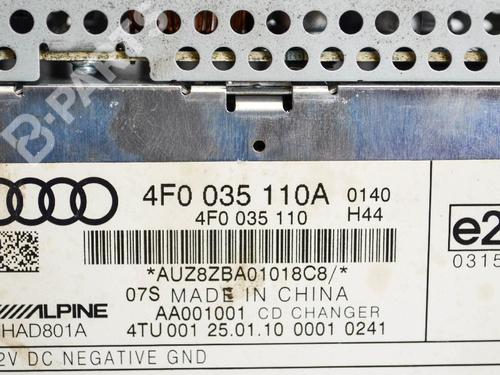 B-PARTS
4F0 035 110A 0140
4F0 035 110 H44
*AUZ8ZBA01018C8/*
07S MADE IN CHINA
ALPINE AA001001 CD CHANGER
HAD801A 4TU 001 25.01.10 0001 0241
2V DC NEGATIVE GND
e2
0315